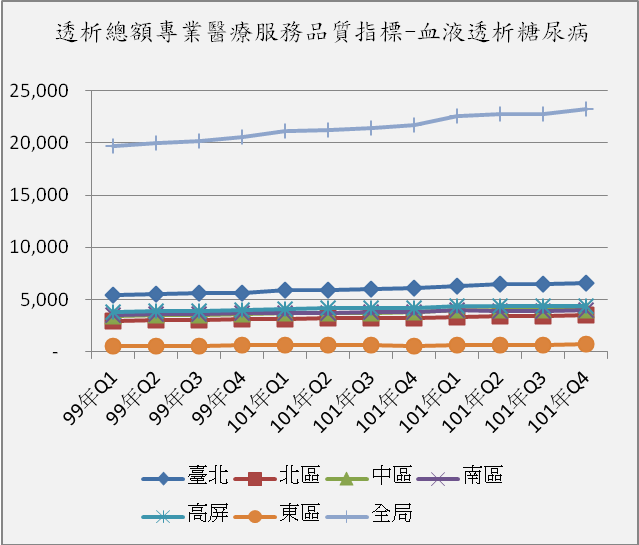 透析總額專業醫療服務品質指標-血液透析糖尿病
25,000
20,000
15,000
10,000
5,000
-
99年Q1
99年Q2
99年Q3
99年Q4
101年Q1
101年Q2
101年Q3
101年Q4
101年Q1
101年Q2
101年Q3
101年Q4
臺北 北區 中區 南區
高屏 東區 全局